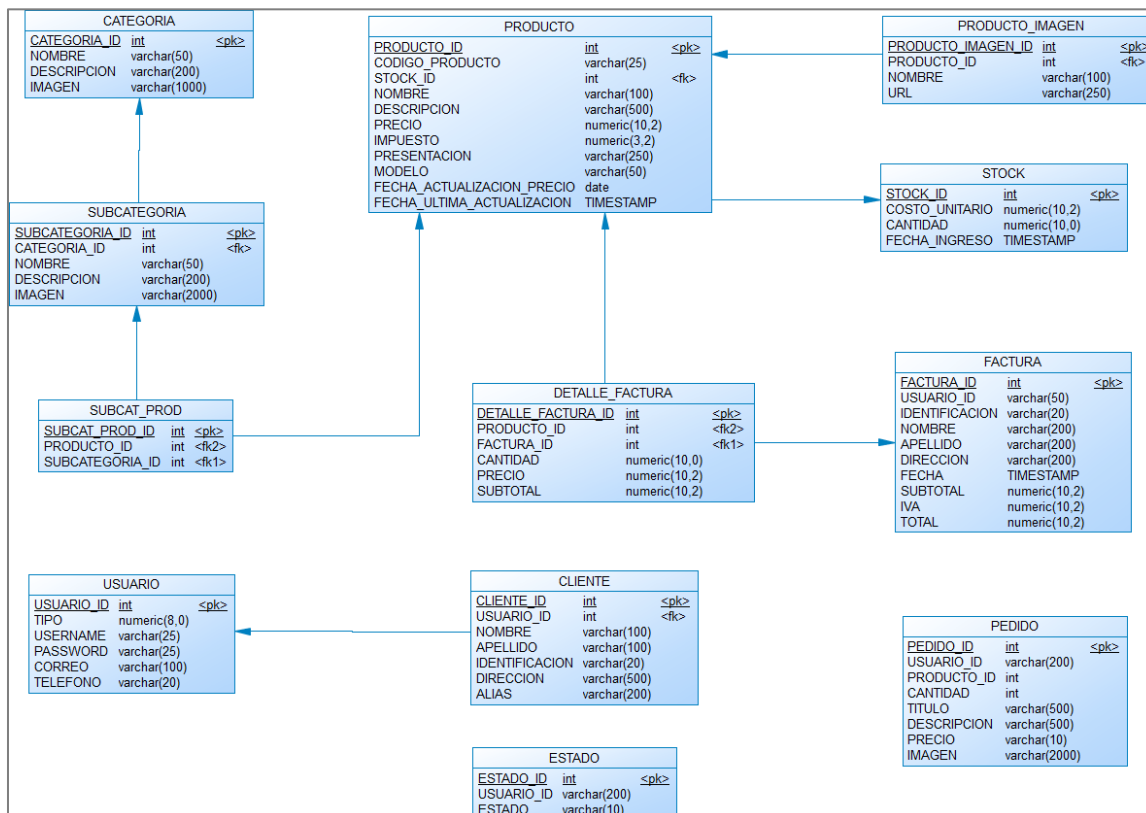 CATEGORIA
CATEGORIA_ID int <pk>
NOMBRE varchar(50)
DESCRIPCION varchar(200)
IMAGEN varchar(1000)
PRODUCTO
PRODUCTO_ID int <pk>
CODIGO_PRODUCTO varchar(25)
STOCK_ID int <fk>
NOMBRE varchar(100)
DESCRIPCION varchar(500)
PRECIO numeric(10,2)
IMPUESTO numeric(3,2)
PRESENTACION varchar(250)
MODELO varchar(50)
FECHA_ACTUALIZACION_PRECIO date
FECHA_ULTIMA_ACTUALIZACION TIMESTAMP
PRODUCTO_IMAGEN
PRODUCTO_IMAGEN_ID int <pk>
PRODUCTO_ID int <fk>
NOMBRE varchar(100)
URL varchar(250)
STOCK
STOCK_ID int <pk>
COSTO_UNITARIO numeric(10,2)
CANTIDAD numeric(10,0)
FECHA_INGRESO TIMESTAMP
SUBCATEGORIA
SUBCATEGORIA_ID int <pk>
CATEGORIA_ID int <fk>
NOMBRE varchar(50)
DESCRIPCION varchar(200)
IMAGEN varchar(2000)
SUBCAT_PROD
SUBCAT_PROD_ID int <pk>
PRODUCTO_ID int <fk2>
SUBCATEGORIA_ID int <fk1>
DETALLE_FACTURA
DETALLE_FACTURA_ID int <pk>
PRODUCTO_ID int <fk2>
FACTURA_ID int <fk1>
CANTIDAD numeric(10,0)
PRECIO numeric(10,2)
SUBTOTAL numeric(10,2)
FACTURA
FACTURA_ID int <pk>
USUARIO_ID varchar(50)
IDENTIFICACION varchar(20)
NOMBRE varchar(200)
APELLIDO varchar(200)
DIRECCION varchar(200)
FECHA TIMESTAMP
SUBTOTAL numeric(10,2)
IVA numeric(10,2)
TOTAL numeric(10,2)
USUARIO
USUARIO_ID int <pk>
TIPO numeric(8,0)
USERNAME varchar(25)
PASSWORD varchar(25)
CORREO varchar(100)
TELEFONO varchar(20)
CLIENTE
CLIENTE_ID int <pk>
USUARIO_ID int <fk>
NOMBRE varchar(100)
APELLIDO varchar(100)
IDENTIFICACION varchar(20)
DIRECCION varchar(500)
ALIAS varchar(200)
PEDIDO
PEDIDO_ID int <pk>
USUARIO_ID varchar(200)
PRODUCTO_ID int
CANTIDAD int
TITULO varchar(500)
DESCRIPCION varchar(500)
PRECIO varchar(10)
IMAGEN varchar(2000)
ESTADO
ESTADO_ID int <pk>
USUARIO_ID varchar(200)
ESTADO varchar(10)